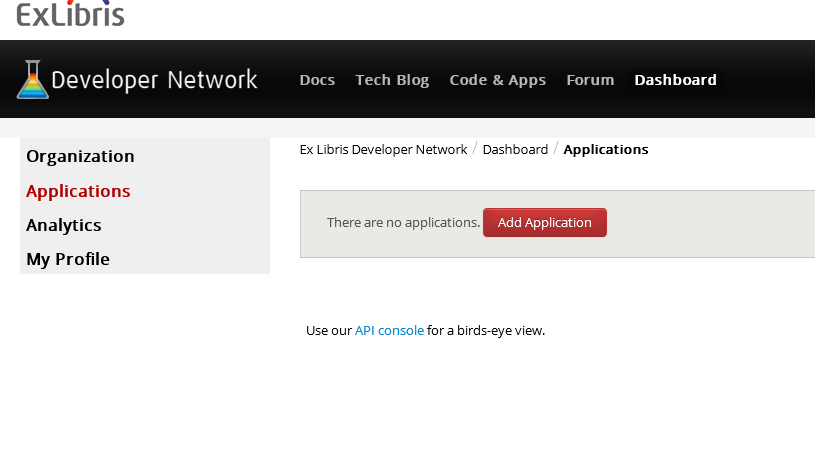 ExLibris
Developer Network
Docs Tech Blog Code & Apps Forum Dashboard
Organization
Applications
Analytics
My Profile
Ex Libris Developer Network / Dashboard / Applications
There are no applications. Add Application
Use our API console for a birds-eye view.